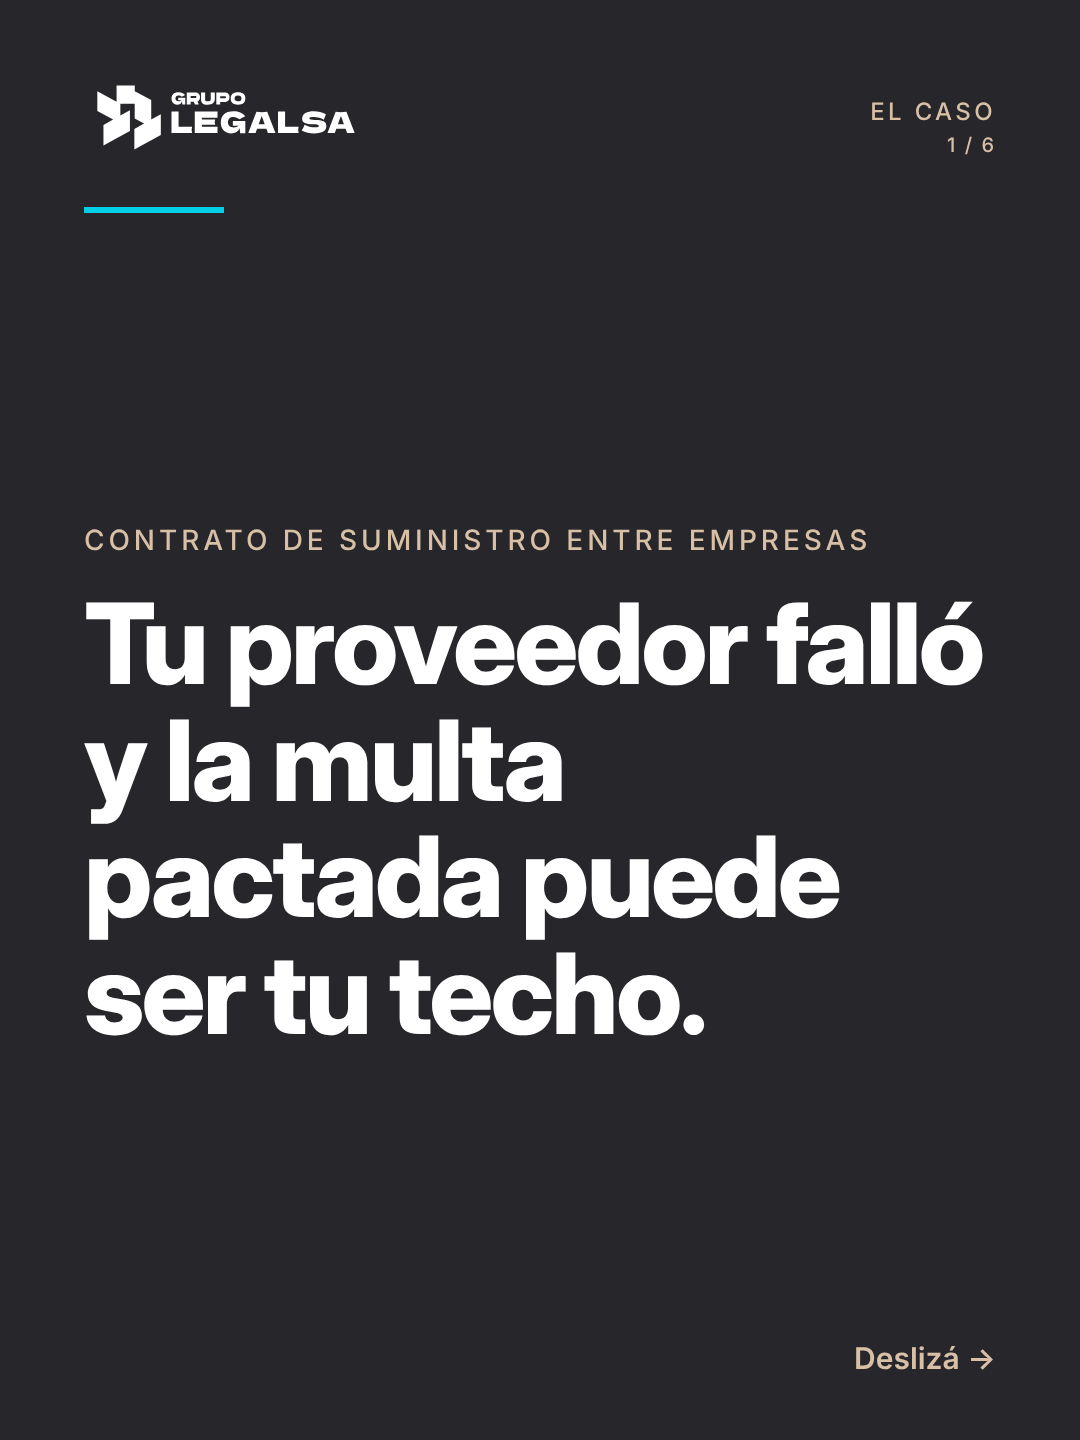 GRUPO
LEGALSA
EL CASO
1 / 6
CONTRATO DE SUMINISTRO ENTRE EMPRESAS
Tu proveedor falló
y la multa
pactada puede
ser tu techo.
Deslizá →